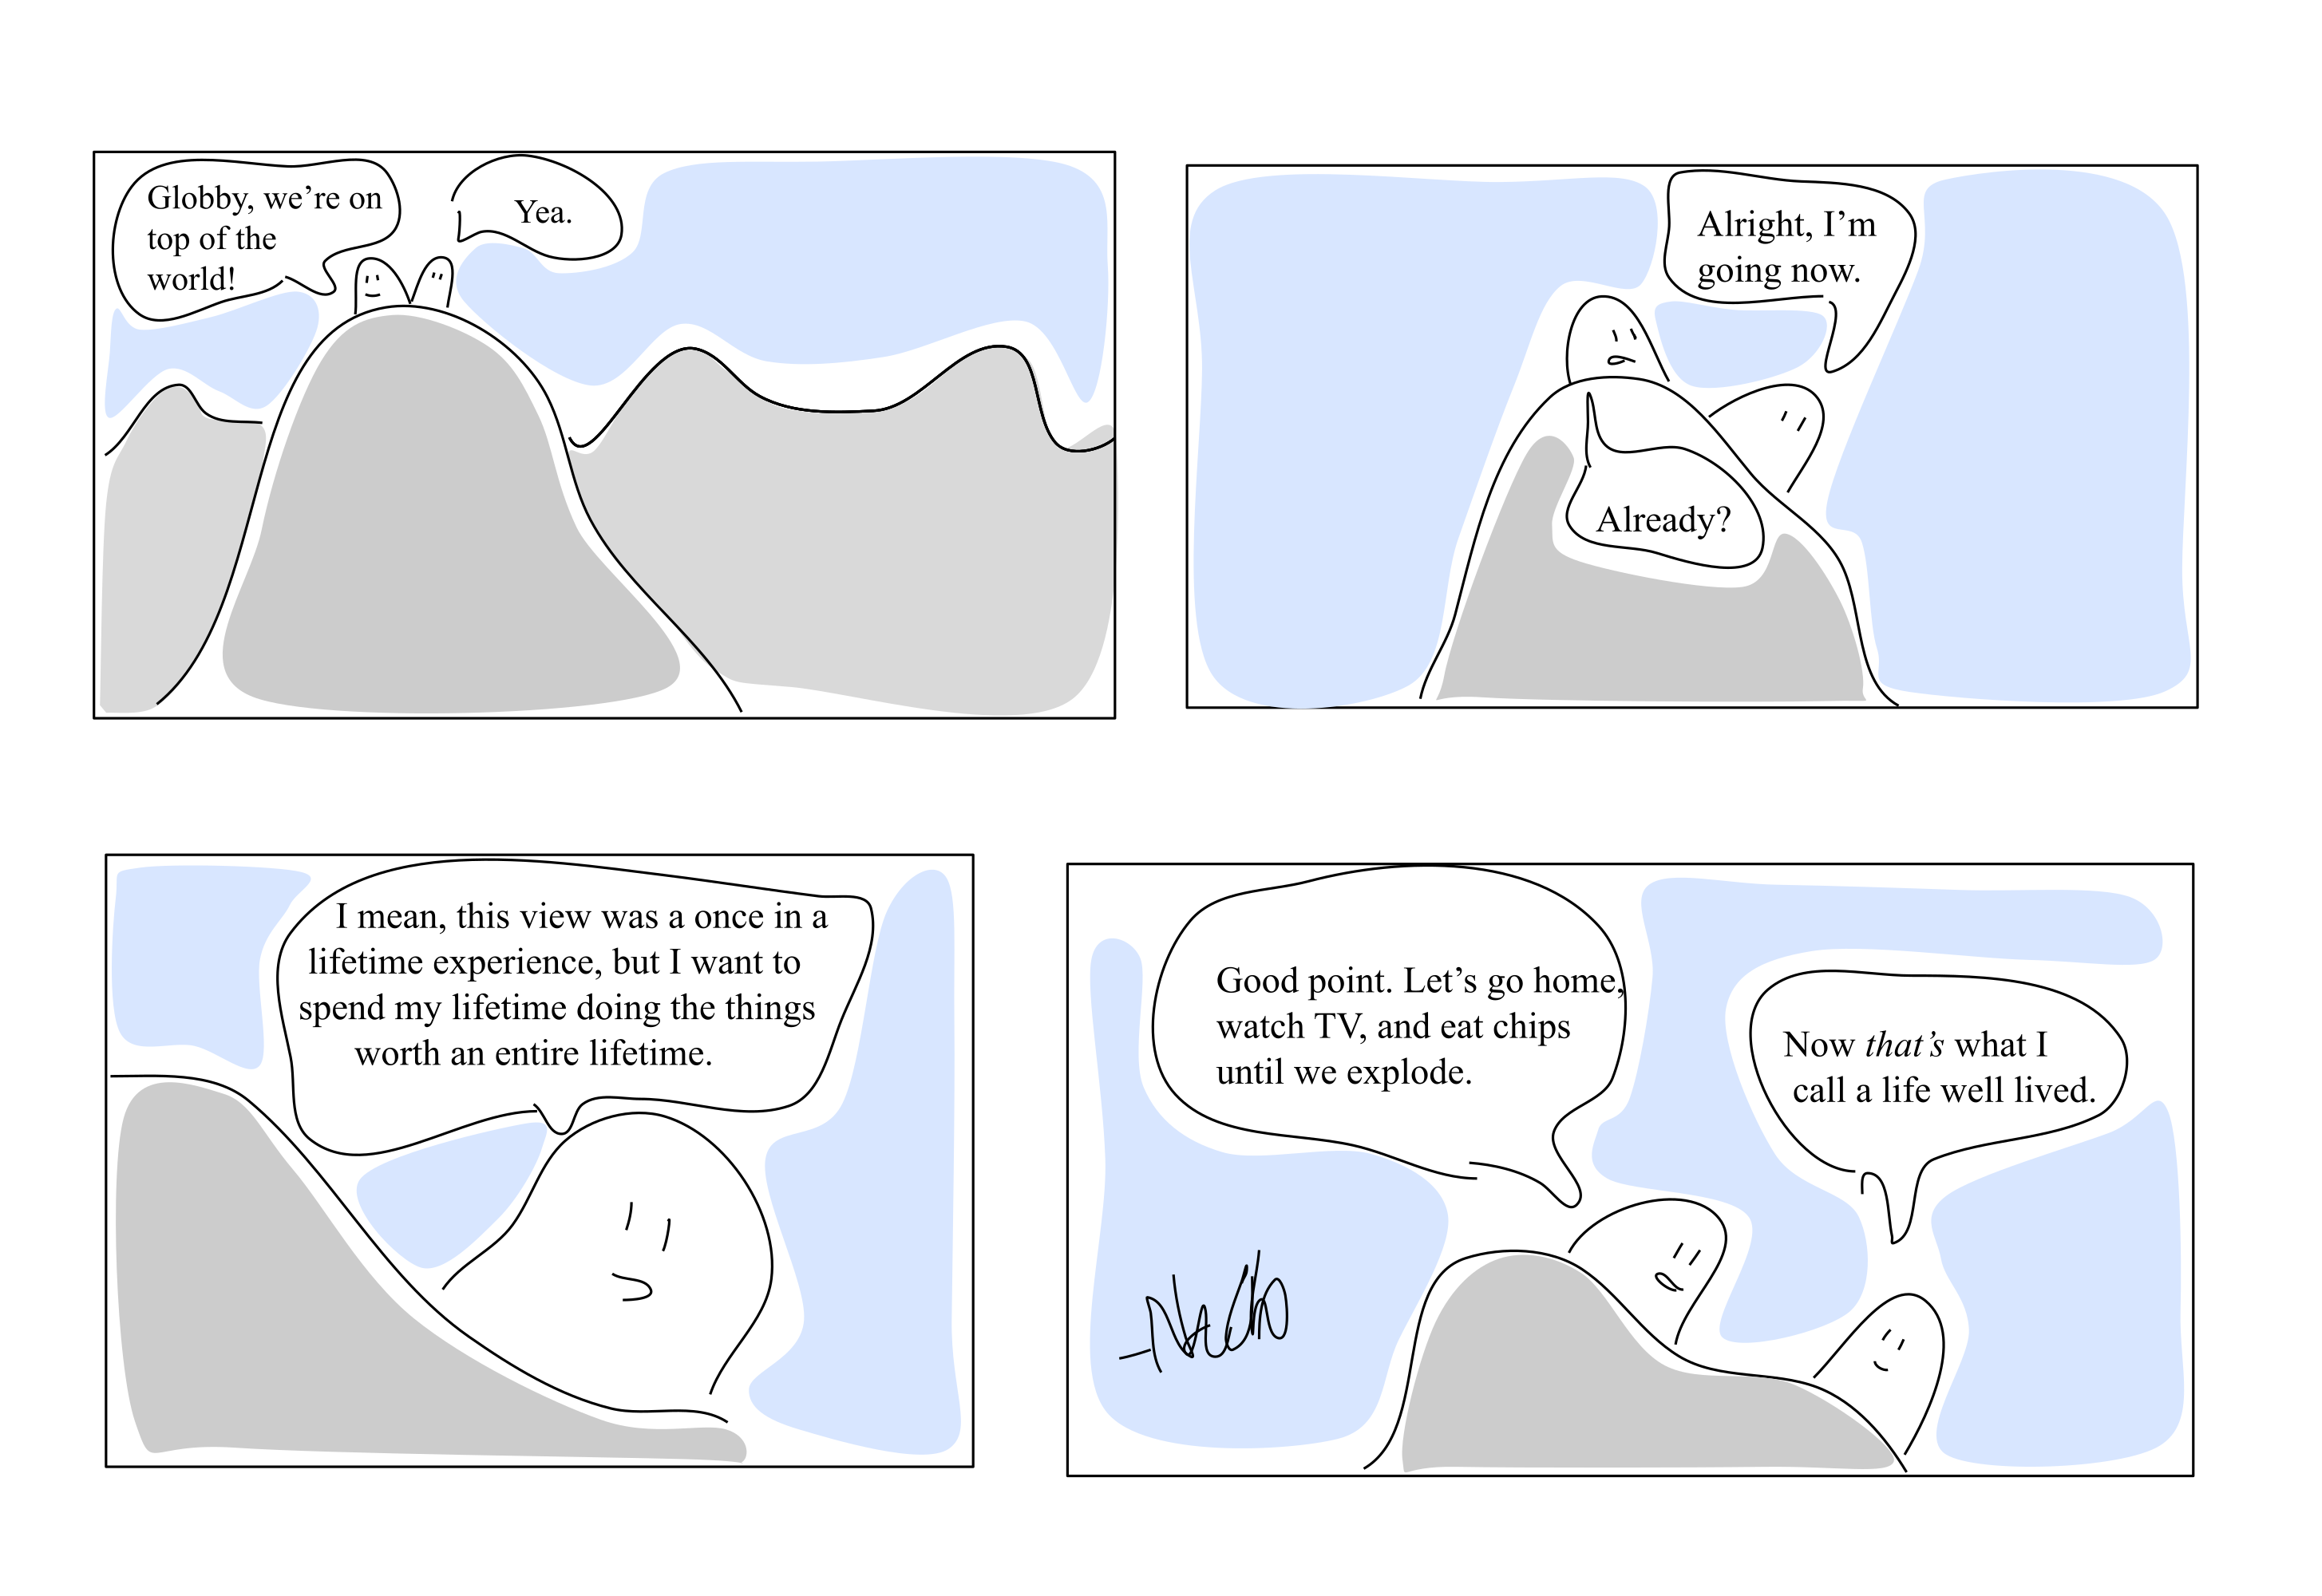 Globby, we’re on
top of the
world!
Yea.
Alright, I’m
going now.
Already?
I mean, this view was a once in a
lifetime experience, but I want to
spend my lifetime doing the things
worth an entire lifetime.
Good point. Let’s go home,
watch TV, and eat chips
until we explode.
Now that’s what I
call a life well lived.